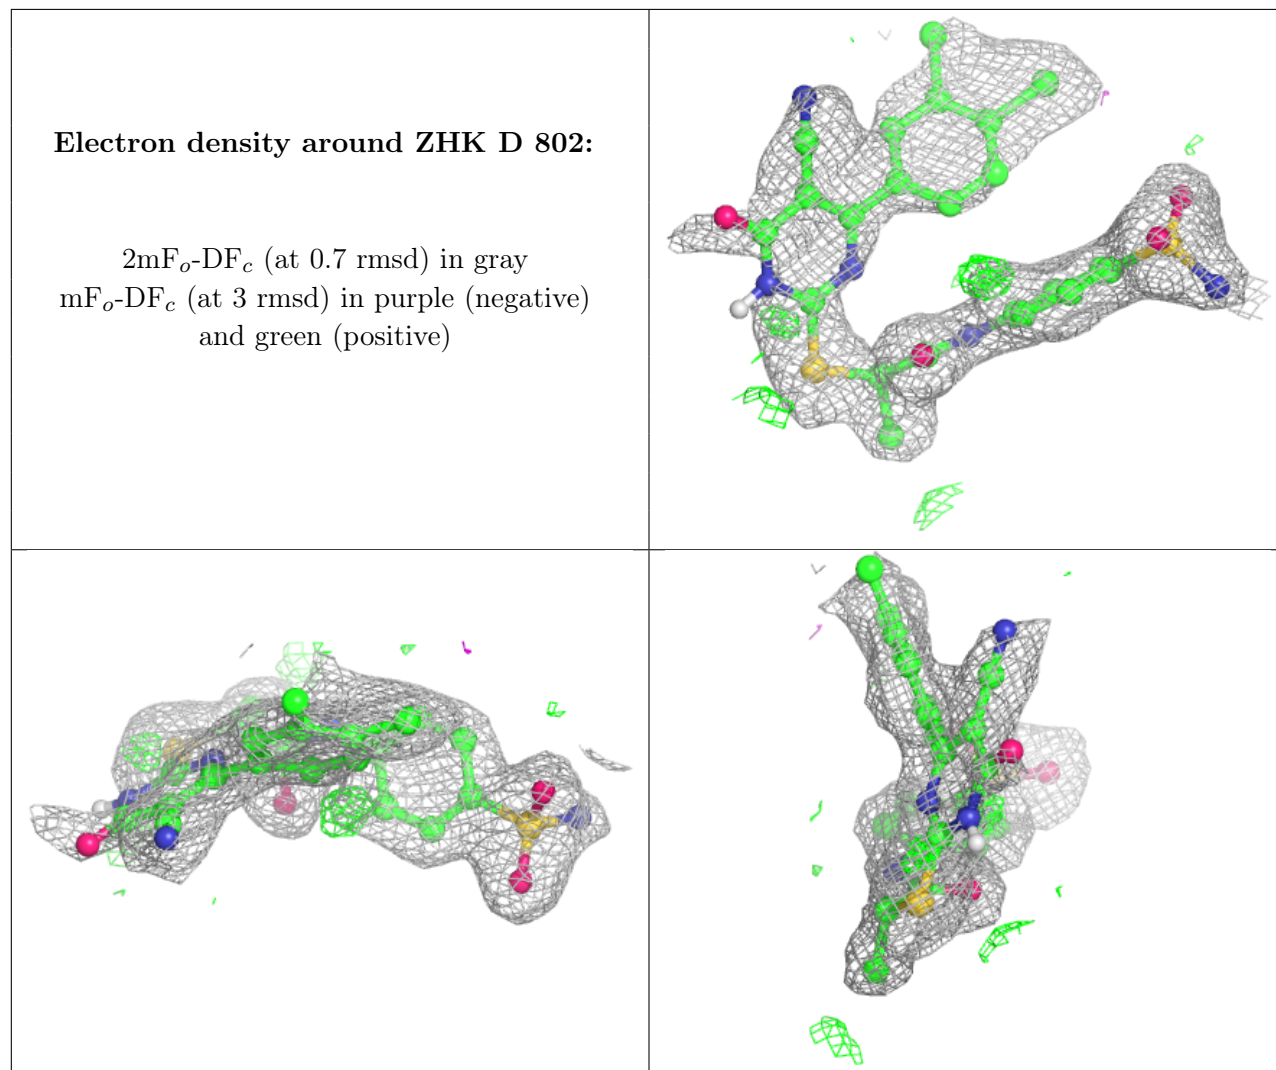 Electron density around ZHK D 802:
2mFo-DFc (at 0.7 rmsd) in gray
mFo-DFc (at 3 rmsd) in purple (negative)
and green (positive)